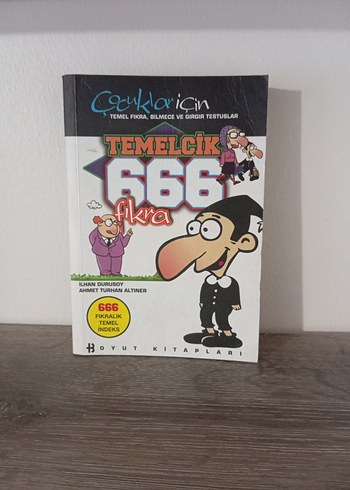 Çocuklar için
TEMEL FIKRA, BİLMECE VE GIRGIR TESTUSLAR
TEMELCİK
666
fıkra
İLHAN DURUSOY
AHMET TURHAN ALTINER
666
FIKRALIK
TEMEL
İNDEKS
BOYUT KİTAPLARI